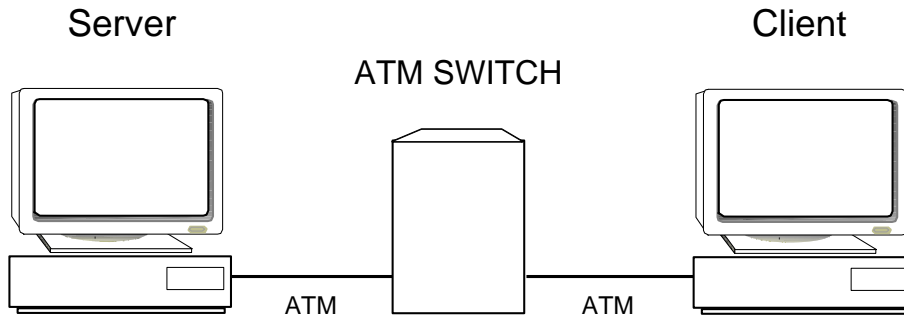 Server
Client
ATM SWITCH
ATM
ATM